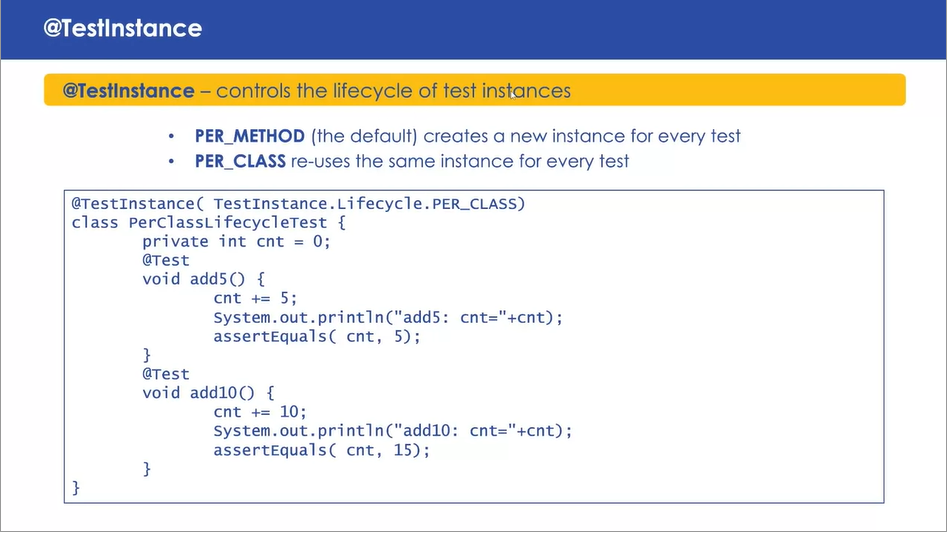 @TestInstance
@TestInstance – controls the lifecycle of test instances
• PER_METHOD (the default) creates a new instance for every test
• PER_CLASS re-uses the same instance for every test
@TestInstance( TestInstance.Lifecycle.PER_CLASS)
class PerClassLifecycleTest {
        private int cnt = 0;
        @Test
        void add5() {
                cnt += 5;
                System.out.println("add5: cnt="+cnt);
                assertEquals( cnt, 5);
        }
        @Test
        void add10() {
                cnt += 10;
                System.out.println("add10: cnt="+cnt);
                assertEquals( cnt, 15);
        }
}